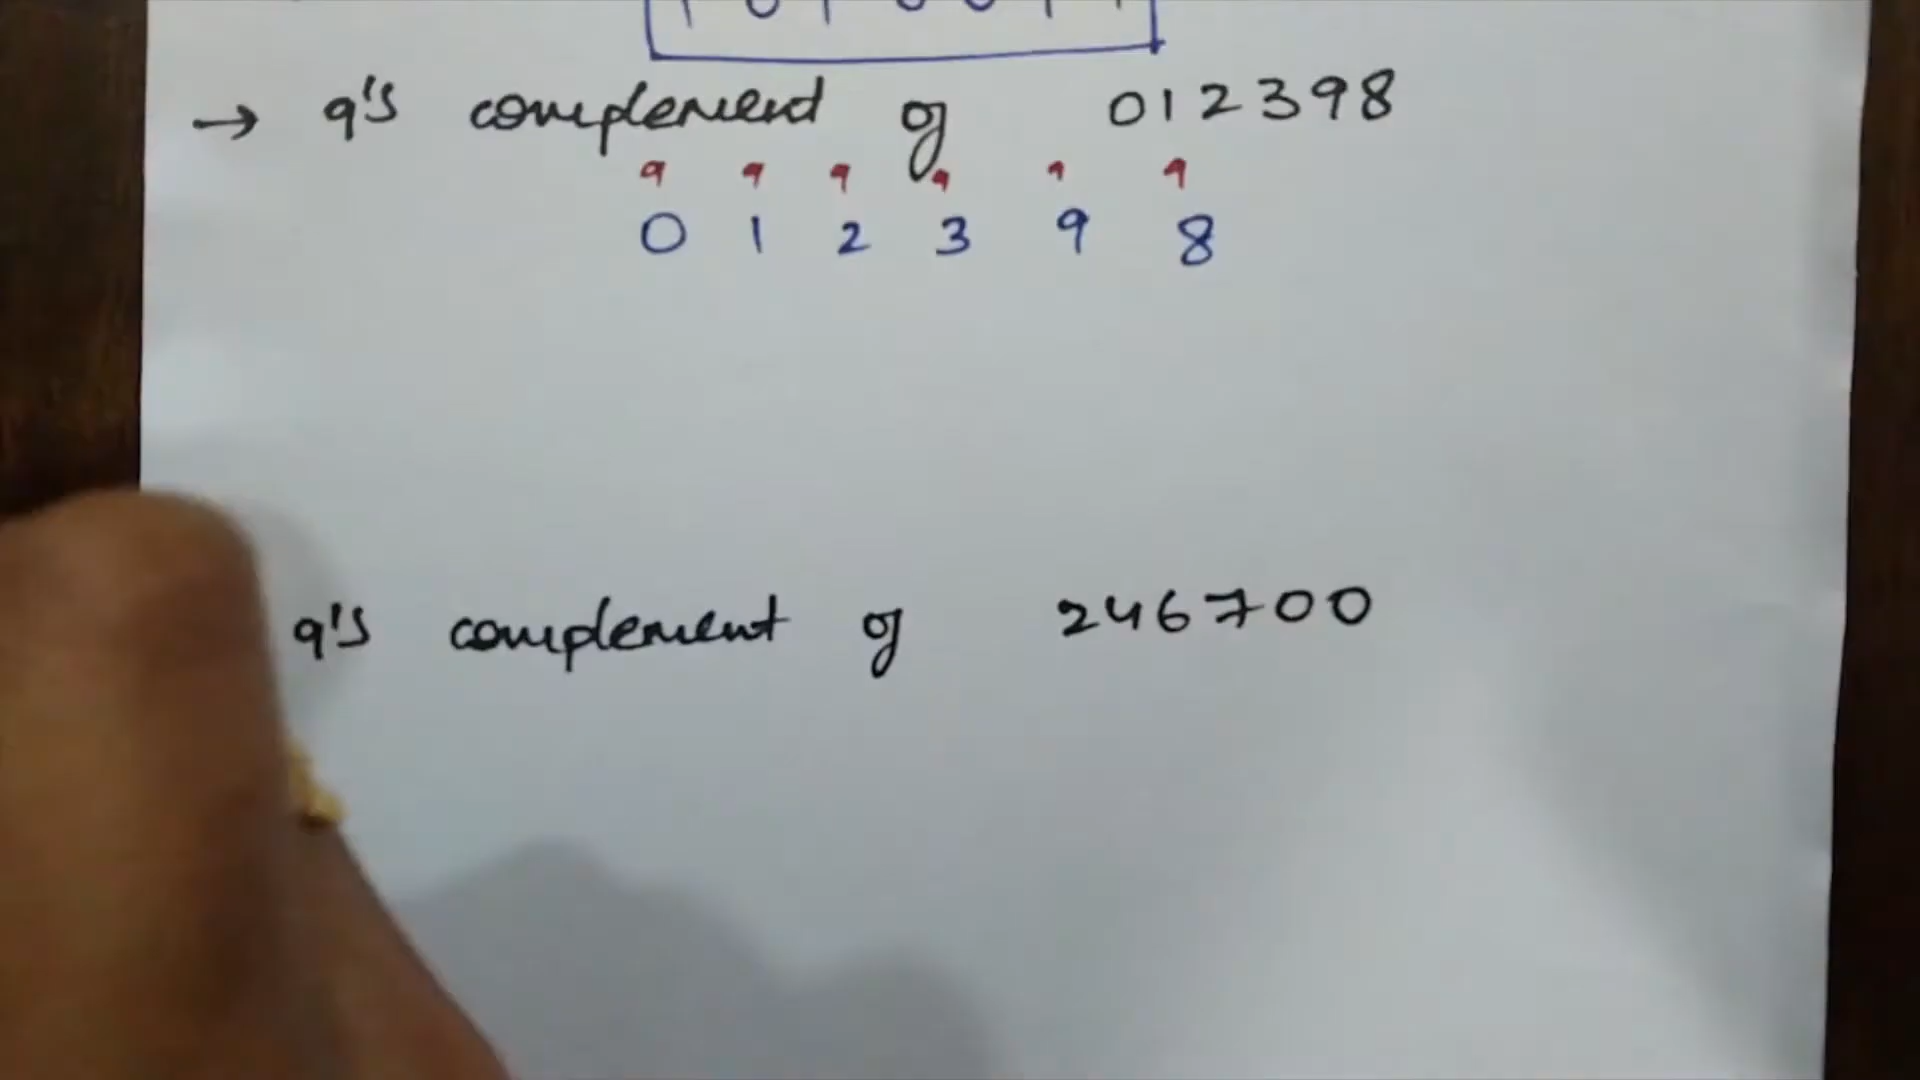 → 9's complement of 012398
9 9 9 9 9 9
0 1 2 3 9 8
9's complement of 246700